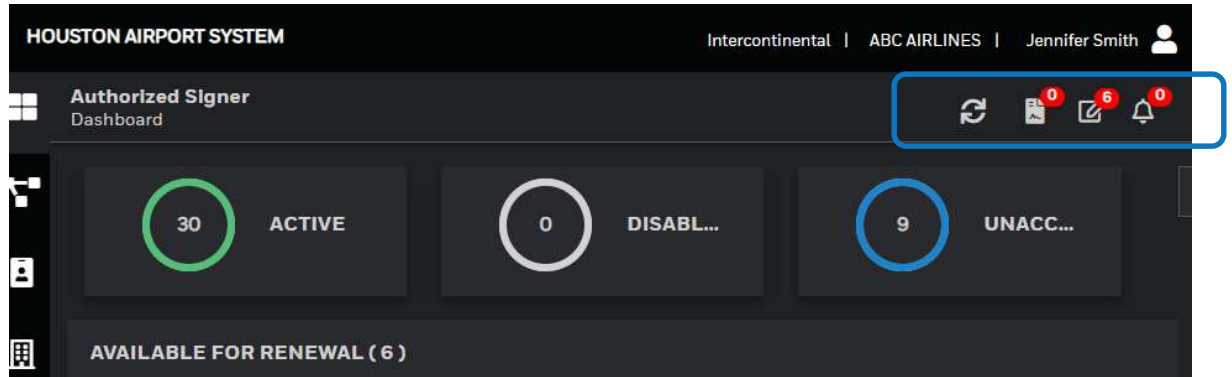 HOUSTON AIRPORT SYSTEM
Intercontinental | ABC AIRLINES | Jennifer Smith
Authorized Signer
Dashboard
0 6 0
30 ACTIVE
0 DISABL...
9 UNACC...
AVAILABLE FOR RENEWAL ( 6 )